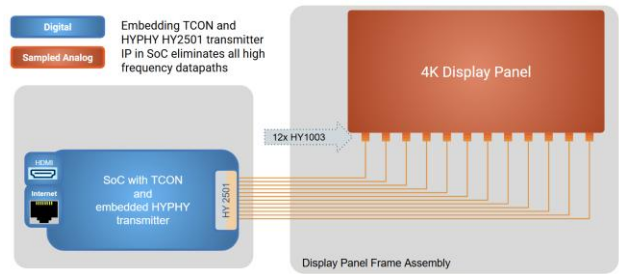 Digital
Sampled Analog
Embedding TCON and
HYPHY HY2501 transmitter
IP in SoC eliminates all high
frequency datapaths
4K Display Panel
12x HY1003
HDMI
Internet
SoC with TCON
and
embedded HYPHY
transmitter
HY 2501
Display Panel Frame Assembly